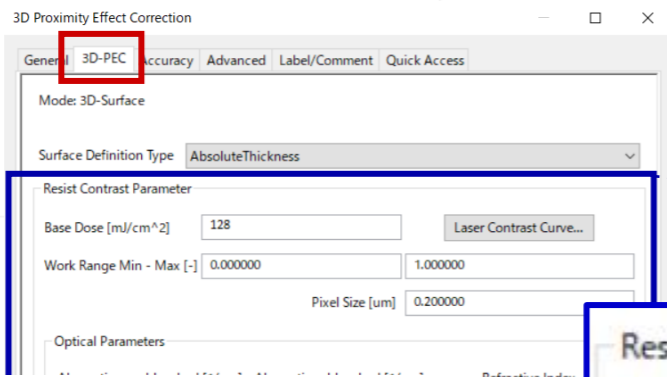 3D Proximity Effect Correction
General 3D-PEC Accuracy Advanced Label/Comment Quick Access
Mode: 3D-Surface
Surface Definition Type AbsoluteThickness
Resist Contrast Parameter
Base Dose [mJ/cm^2] 128 Laser Contrast Curve...
Work Range Min - Max [-] 0.000000 1.000000
Pixel Size [um] 0.200000
Optical Parameters
Refractive Index
Res